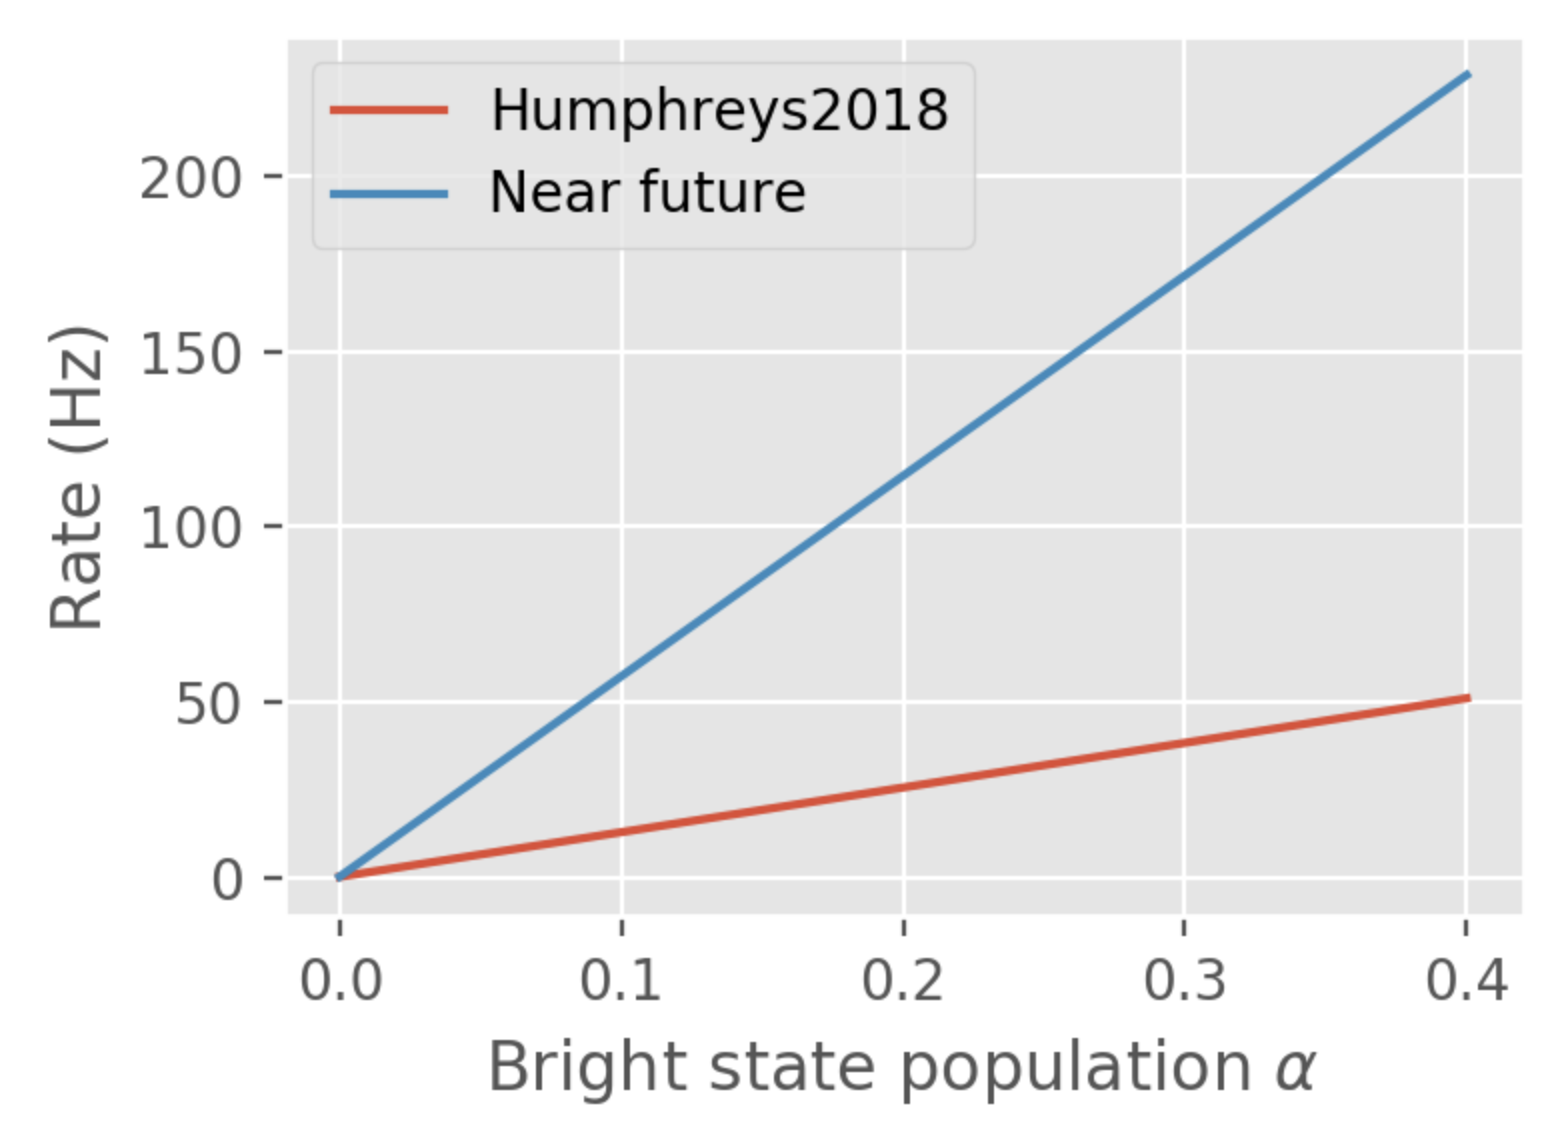 Humphreys2018
Near future
Rate (Hz)
200
150
100
50
0
0.0 0.1 0.2 0.3 0.4
Bright state population α